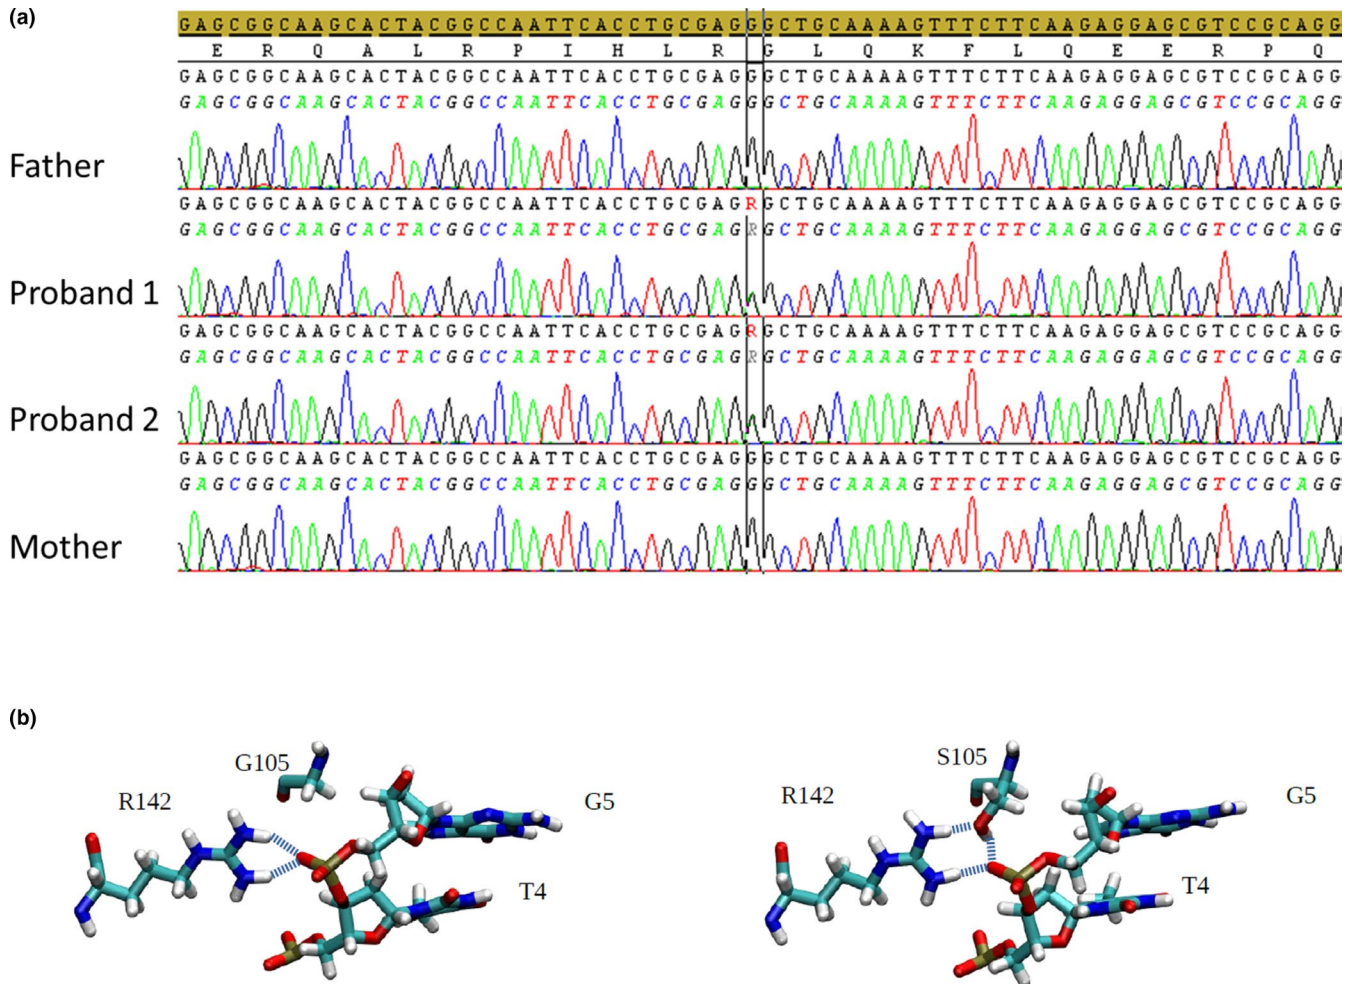 (a)
GAGCGGCAAGCACTACGGCCAATTCACCTGCGAGGGCTGCAAAAGTTTCTTCAAGAGGAGCGTCCGCAGG
E R Q A L R P I H L R G L Q K F L Q E E R P Q
GAGCGGCAAGCACTACGGCCAATTCACCTGCGAGGGCTGCAAAAGTTTCTTCAAGAGGAGCGTCCGCAGG
GAGCGGCAAGCACTACGGCCAATTCACCTGCGAGGGCTGCAAAAGTTTCTTCAAGAGGAGCGTCCGCAGG
Father
GAGCGGCAAGCACTACGGCCAATTCACCTGCGAGRGCTGCAAAAGTTTCTTCAAGAGGAGCGTCCGCAGG
GAGCGGCAAGCACTACGGCCAATTCACCTGCGAGRGCTGCAAAAGTTTCTTCAAGAGGAGCGTCCGCAGG
Proband 1
GAGCGGCAAGCACTACGGCCAATTCACCTGCGAGRGCTGCAAAAGTTTCTTCAAGAGGAGCGTCCGCAGG
GAGCGGCAAGCACTACGGCCAATTCACCTGCGAGRGCTGCAAAAGTTTCTTCAAGAGGAGCGTCCGCAGG
Proband 2
GAGCGGCAAGCACTACGGCCAATTCACCTGCGAGGGCTGCAAAAGTTTCTTCAAGAGGAGCGTCCGCAGG
GAGCGGCAAGCACTACGGCCAATTCACCTGCGAGGGCTGCAAAAGTTTCTTCAAGAGGAGCGTCCGCAGG
Mother
(b)
G105
R142
G5
T4
S105
R142
G5
T4